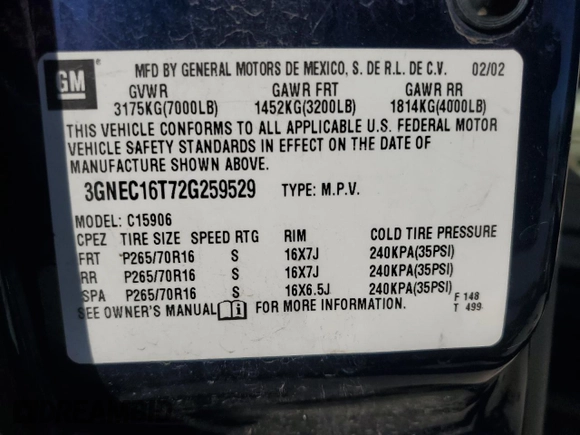 GM
MFD BY GENERAL MOTORS DE MEXICO, S. DE R.L. DE C.V. 02/02
GVWR GAWR FRT GAWR RR
3175KG(7000LB) 1452KG(3200LB) 1814KG(4000LB)
THIS VEHICLE CONFORMS TO ALL APPLICABLE U.S. FEDERAL MOTOR
VEHICLE SAFETY STANDARDS IN EFFECT ON THE DATE OF
MANUFACTURE SHOWN ABOVE.
3GNEC16T72G259529 TYPE: M.P.V.
MODEL: C15906
CPEZ TIRE SIZE SPEED RTG RIM COLD TIRE PRESSURE
FRT P265/70R16 S 16X7J 240KPA(35PSI)
RR P265/70R16 S 16X7J 240KPA(35PSI)
SPA P265/70R16 S 16X6.5J 240KPA(35PSI)
SEE OWNER'S MANUAL i FOR MORE INFORMATION.
F 148
T 499